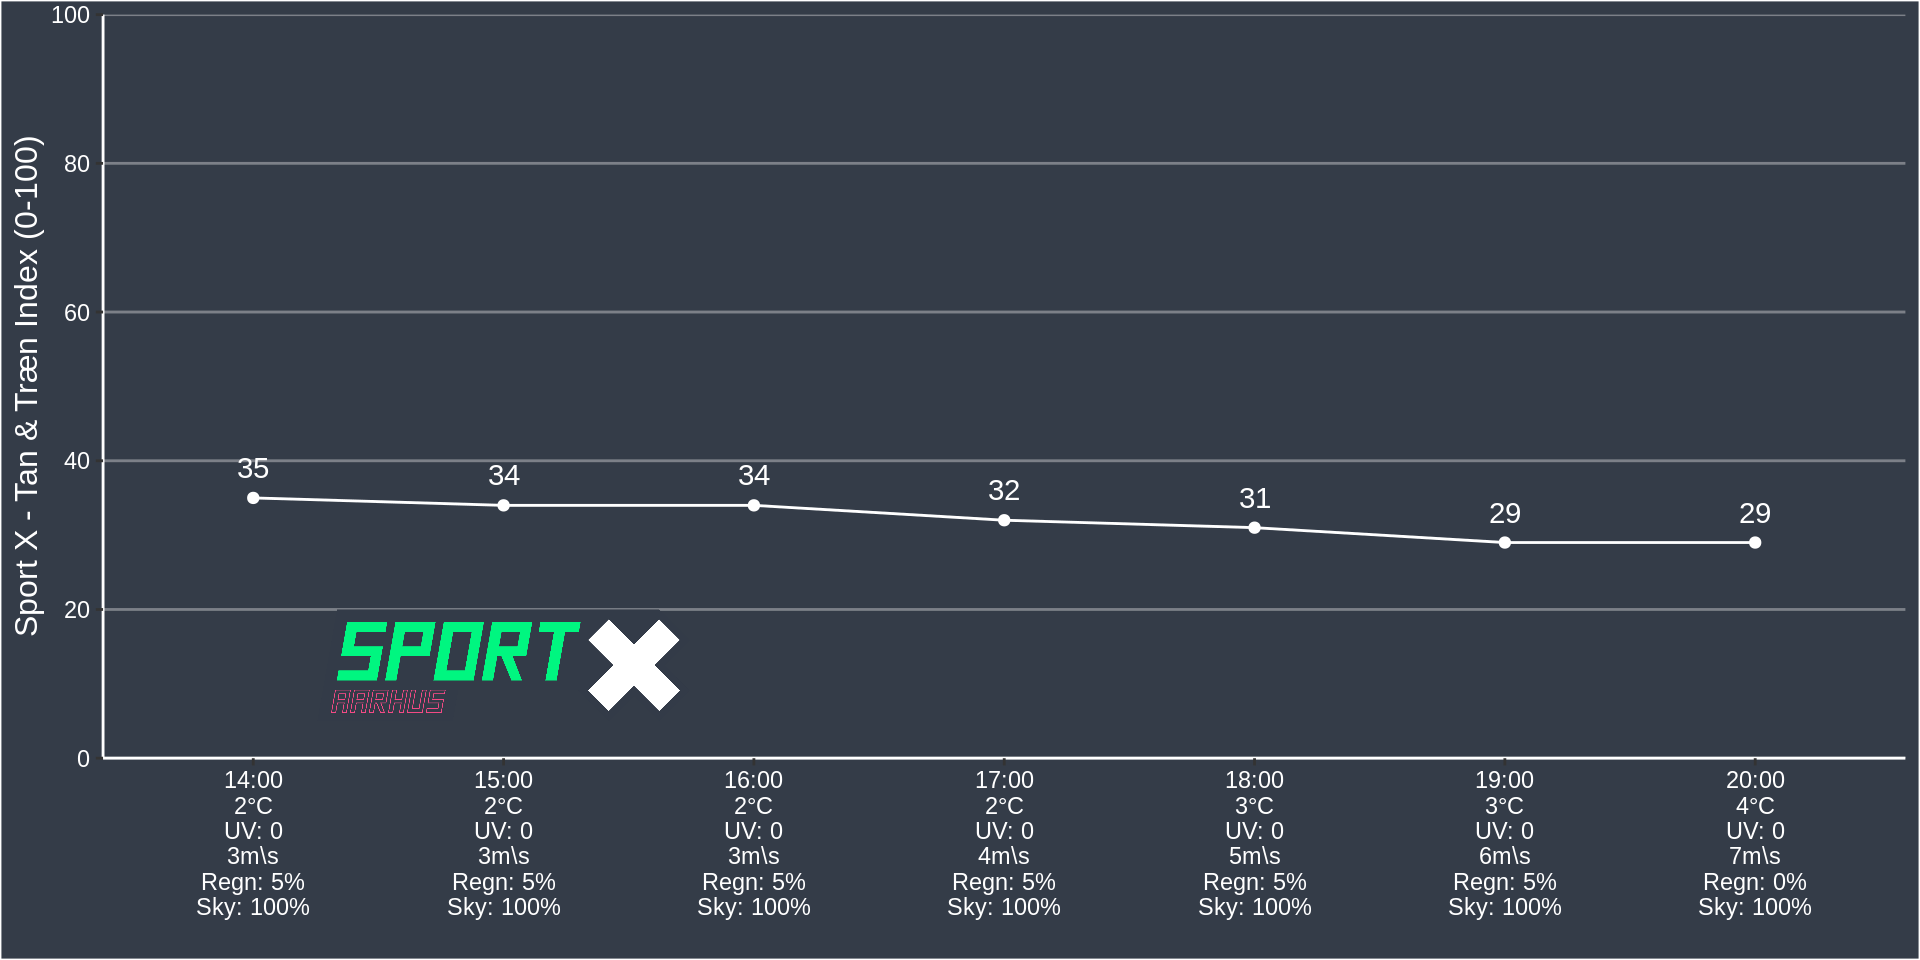 Sport X - Tan & Træn Index (0-100)
100
80
60
40
20
0
35
34
34
32
31
29
29
SPORT X
AARHUS
14:00
2°C
UV: 0
3m\s
Regn: 5%
Sky: 100%
15:00
2°C
UV: 0
3m\s
Regn: 5%
Sky: 100%
16:00
2°C
UV: 0
3m\s
Regn: 5%
Sky: 100%
17:00
2°C
UV: 0
4m\s
Regn: 5%
Sky: 100%
18:00
3°C
UV: 0
5m\s
Regn: 5%
Sky: 100%
19:00
3°C
UV: 0
6m\s
Regn: 5%
Sky: 100%
20:00
4°C
UV: 0
7m\s
Regn: 0%
Sky: 100%